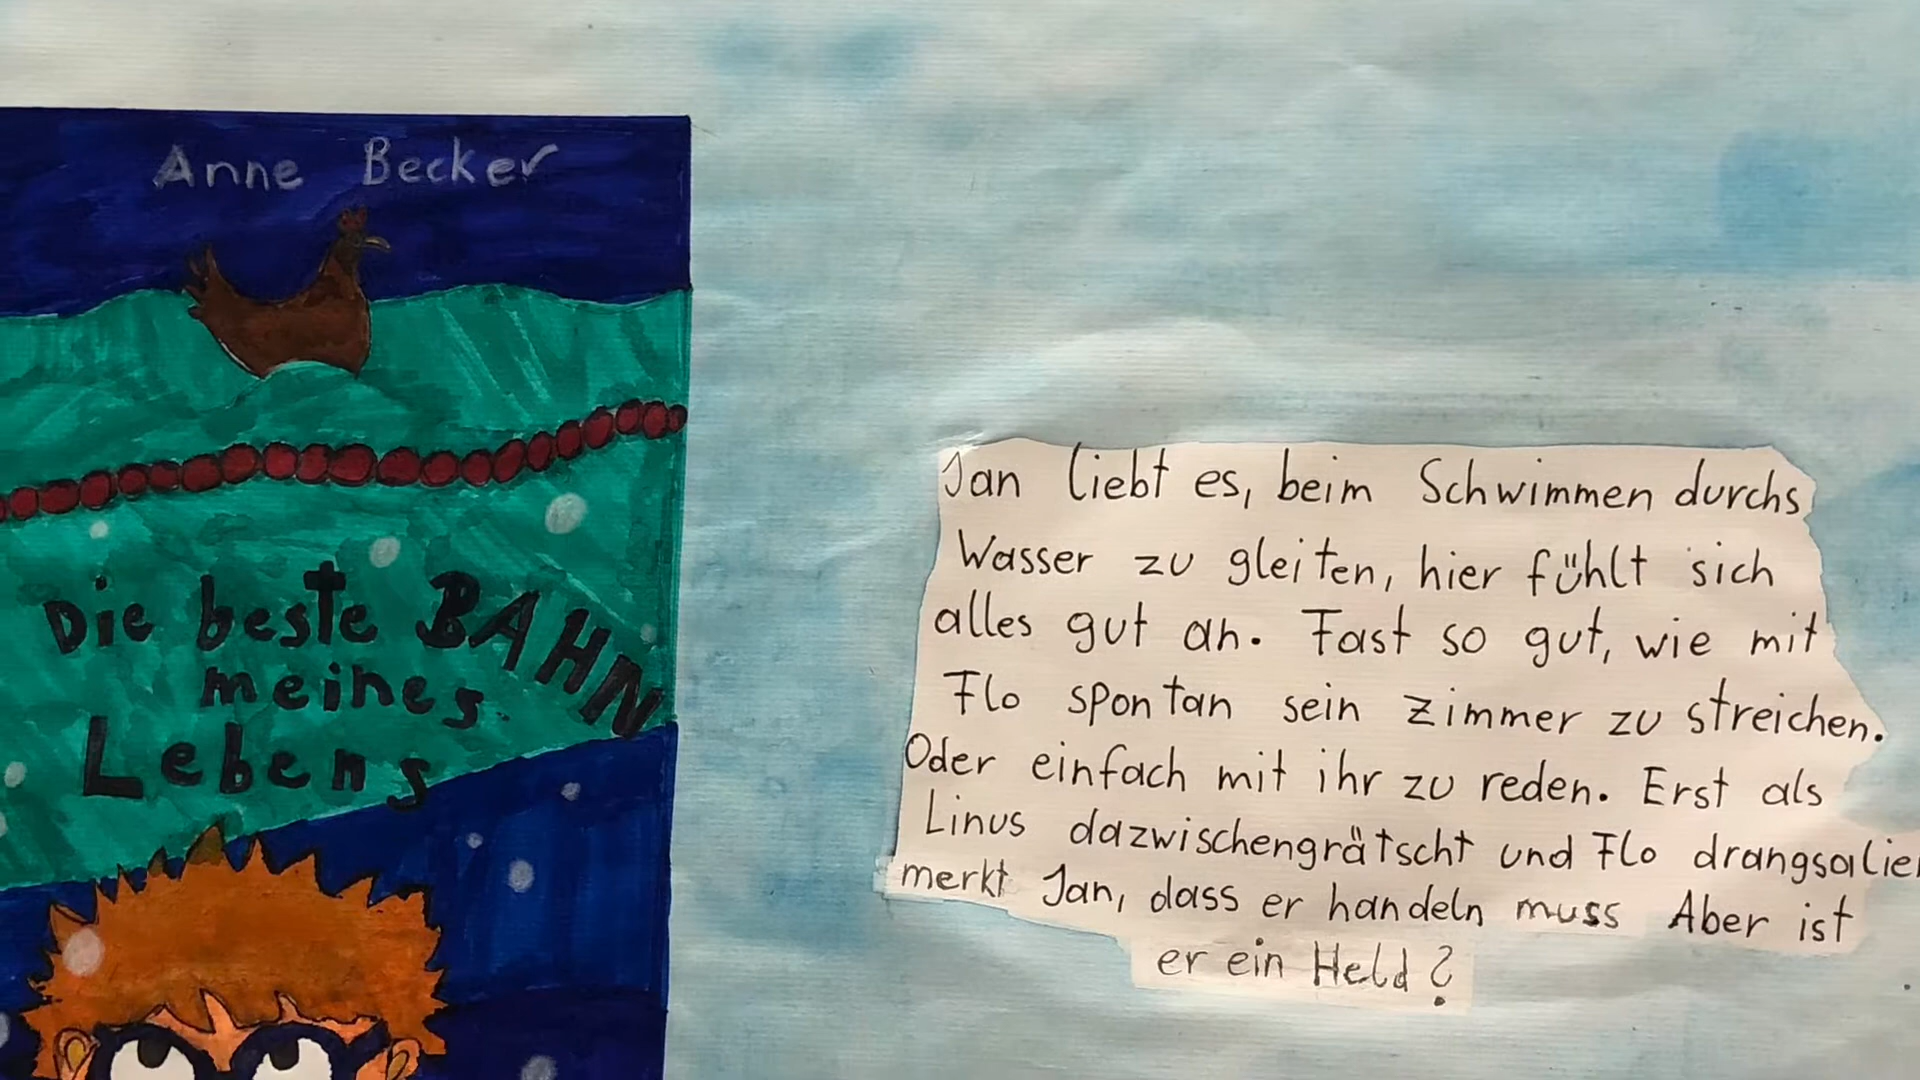 Anne Becker
Die beste BAHN
meines
Lebens
Jan liebt es, beim Schwimmen durchs
Wasser zu gleiten, hier fühlt sich
alles gut an. Fast so gut, wie mit
Flo spontan sein Zimmer zu streichen.
Oder einfach mit ihr zu reden. Erst als
Linus dazwischengrätscht und Flo
merkt Jan, dass er handeln muss Aber ist
er ein Held?